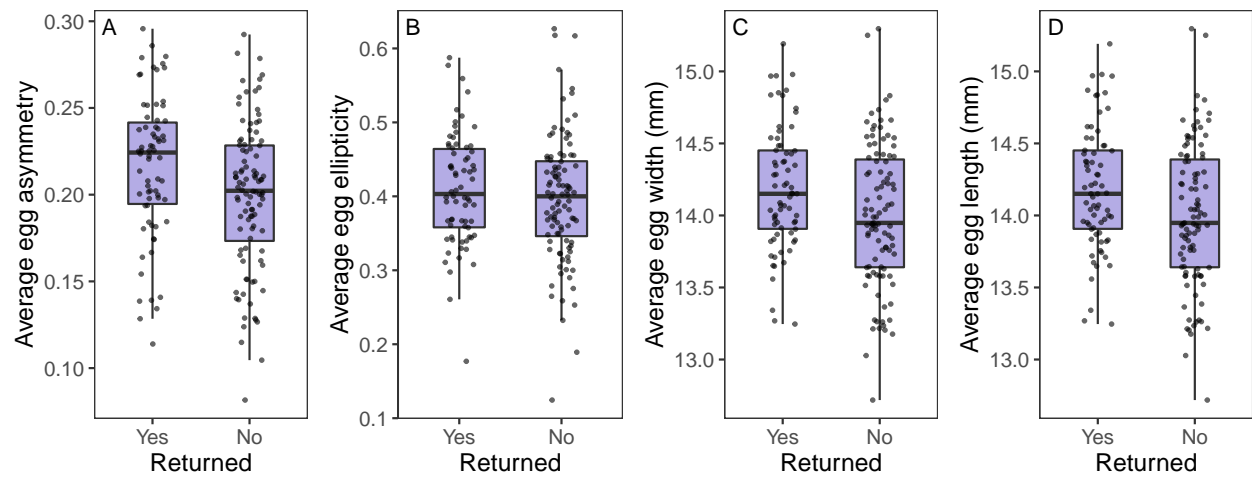 A
Average egg asymmetry
0.30
0.25
0.20
0.15
0.10
Yes
No
Returned
B
Average egg ellipticity
0.6
0.5
0.4
0.3
0.2
0.1
Yes
No
Returned
C
Average egg width (mm)
15.0
14.5
14.0
13.5
13.0
Yes
No
Returned
D
Average egg length (mm)
15.0
14.5
14.0
13.5
13.0
Yes
No
Returned